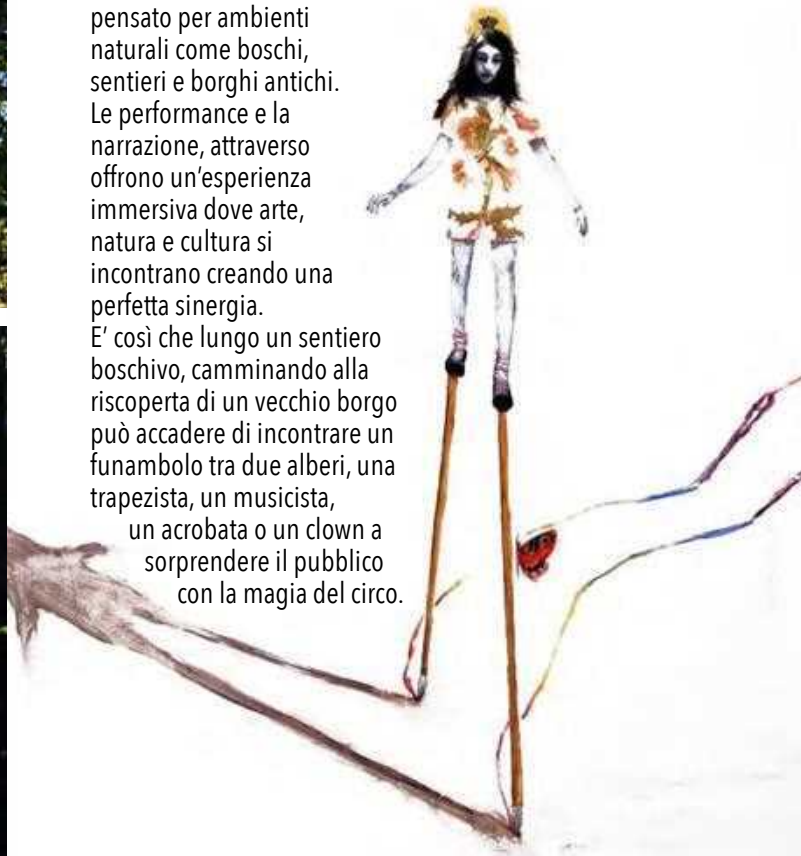 pensato per ambienti
naturali come boschi,
sentieri e borghi antichi.
Le performance e la
narrazione, attraverso
offrono un'esperienza
immersiva dove arte,
natura e cultura si
incontrano creando una
perfetta sinergia.
E' così che lungo un sentiero
boschivo, camminando alla
riscoperta di un vecchio borgo
può accadere di incontrare un
funambolo tra due alberi, una
trapezista, un musicista,
un acrobata o un clown a
sorprendere il pubblico
con la magia del circo.